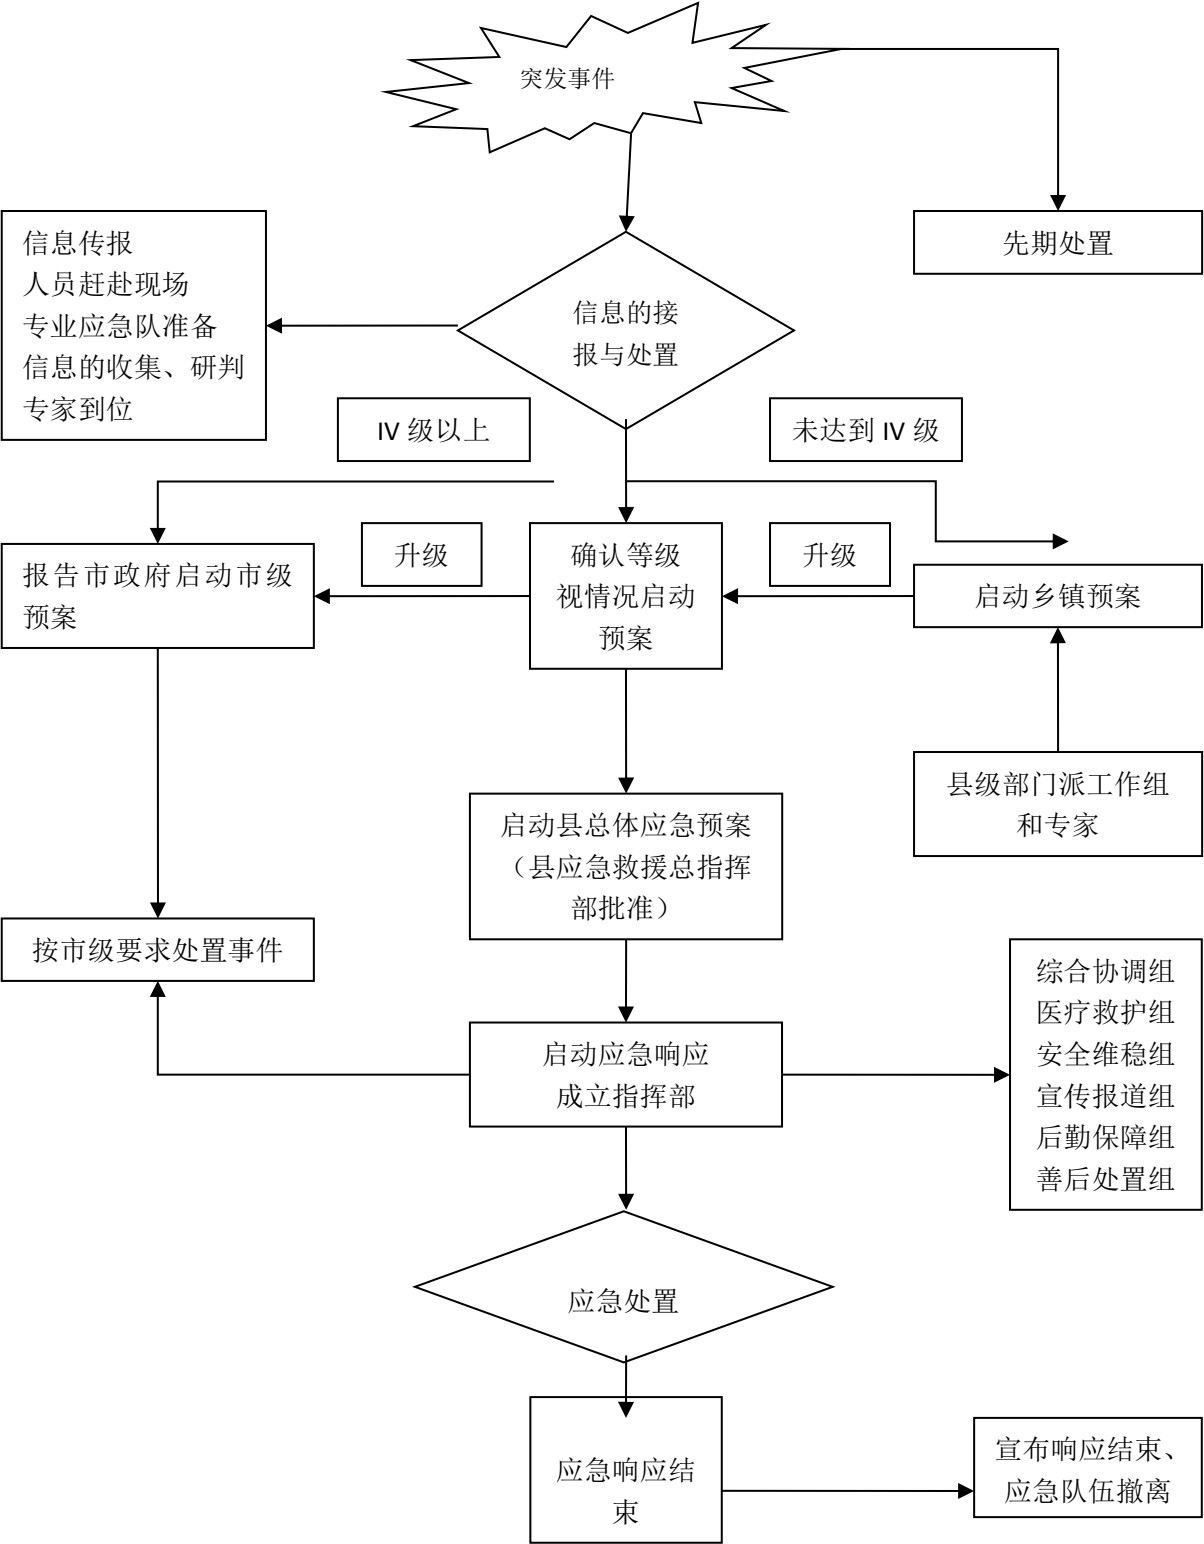 突发事件
先期处置
信息传报
人员赶赴现场
专业应急队准备
信息的收集、研判
专家到位
信息的接
报与处置
IV 级以上
未达到 IV 级
报告市政府启动市级
预案
升级
确认等级
视情况启动
预案
升级
启动乡镇预案
县级部门派工作组
和专家
启动县总体应急预案
（县应急救援总指挥
部批准）
按市级要求处置事件
启动应急响应
成立指挥部
综合协调组
医疗救护组
安全维稳组
宣传报道组
后勤保障组
善后处置组
应急处置
应急响应结
束
宣布响应结束、
应急队伍撤离